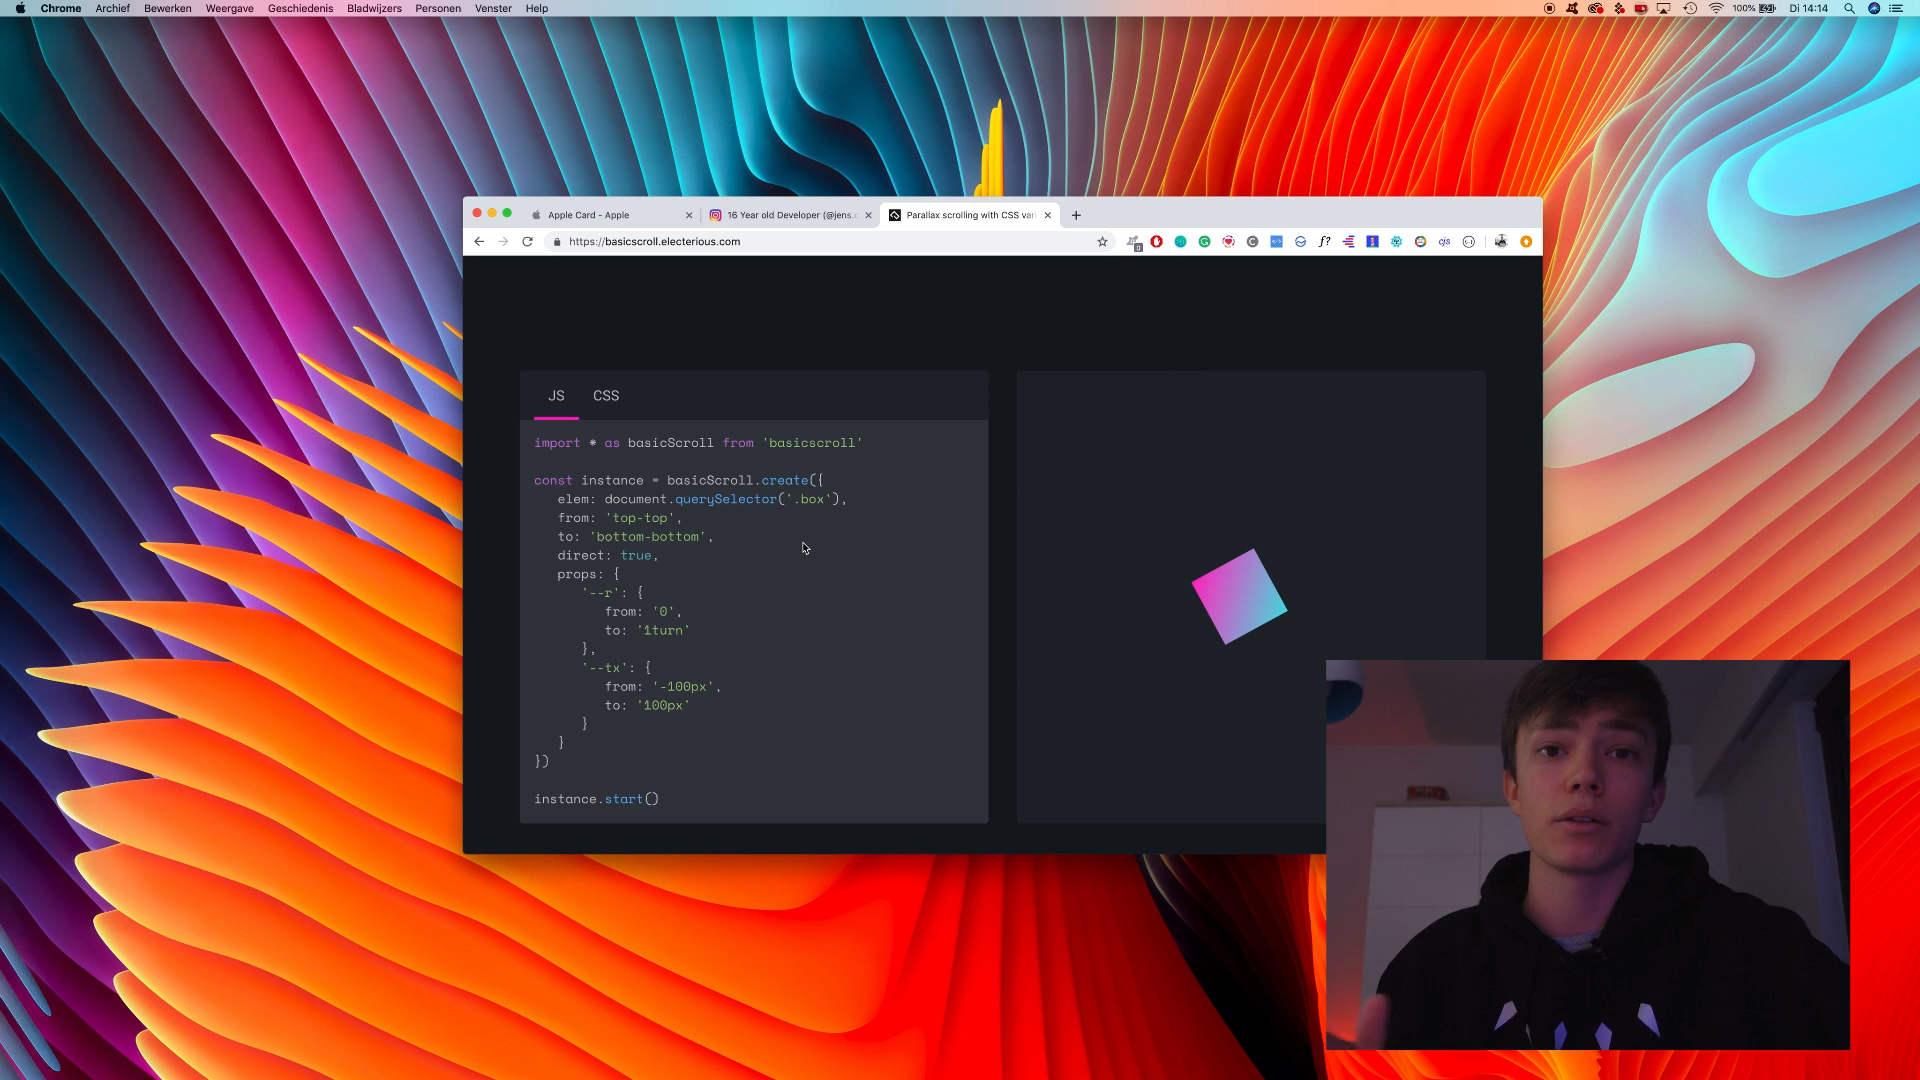 Chrome Archief Bewerken Weergave Geschiedenis Bladwijzers Personen Venster Help
100% Di 14:14
Apple Card - Apple
16 Year old Developer (@jens.c
Parallax scrolling with CSS vari
https://basicscroll.electerious.com
JS CSS
import * as basicScroll from 'basicscroll'
const instance = basicScroll.create({
elem: document.querySelector('.box'),
from: 'top-top',
to: 'bottom-bottom',
direct: true,
props: {
'--r': {
from: '0',
to: '1turn'
},
'--tx': {
from: '-100px',
to: '100px'
}
}
})
instance.start()